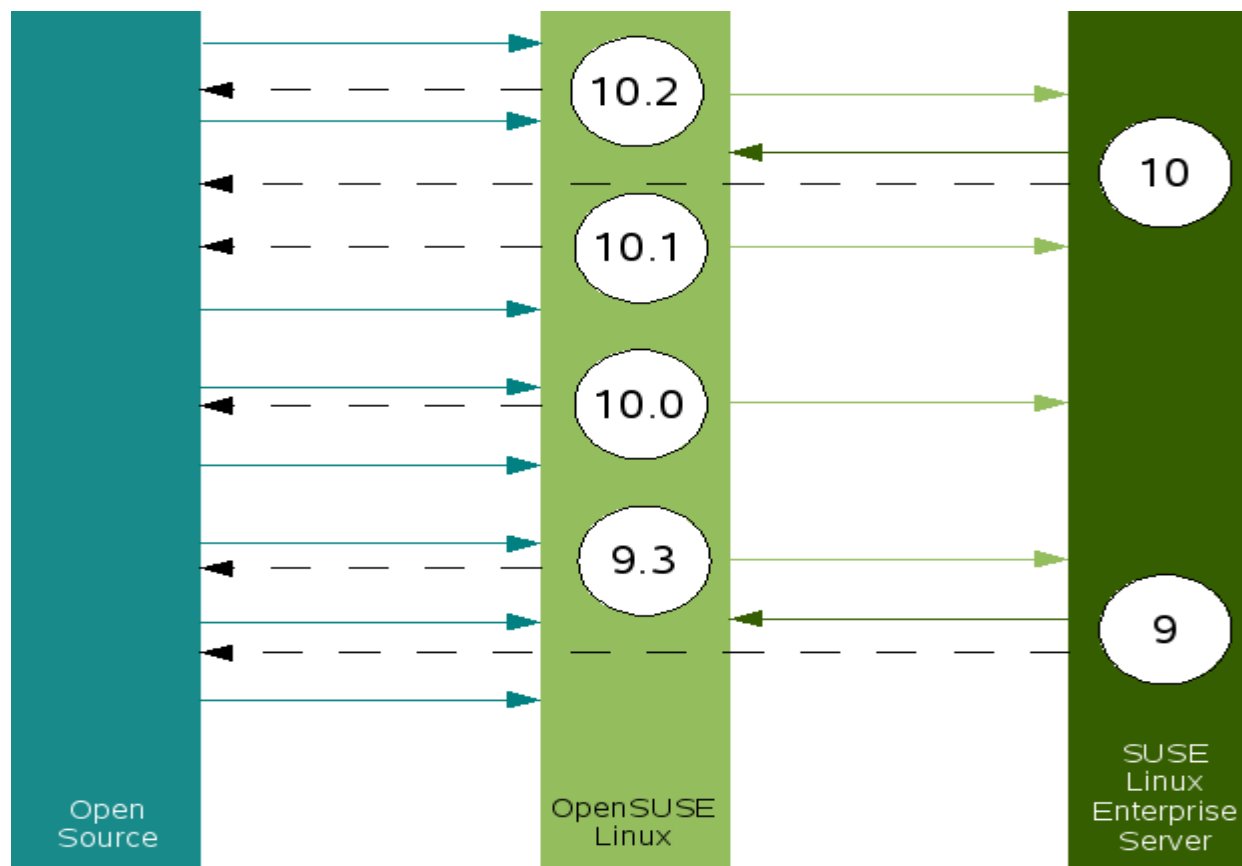 10.2
10
10.1
10.0
9.3
9
Open
Source
OpenSUSE
Linux
SUSE
Linux
Enterprise
Server